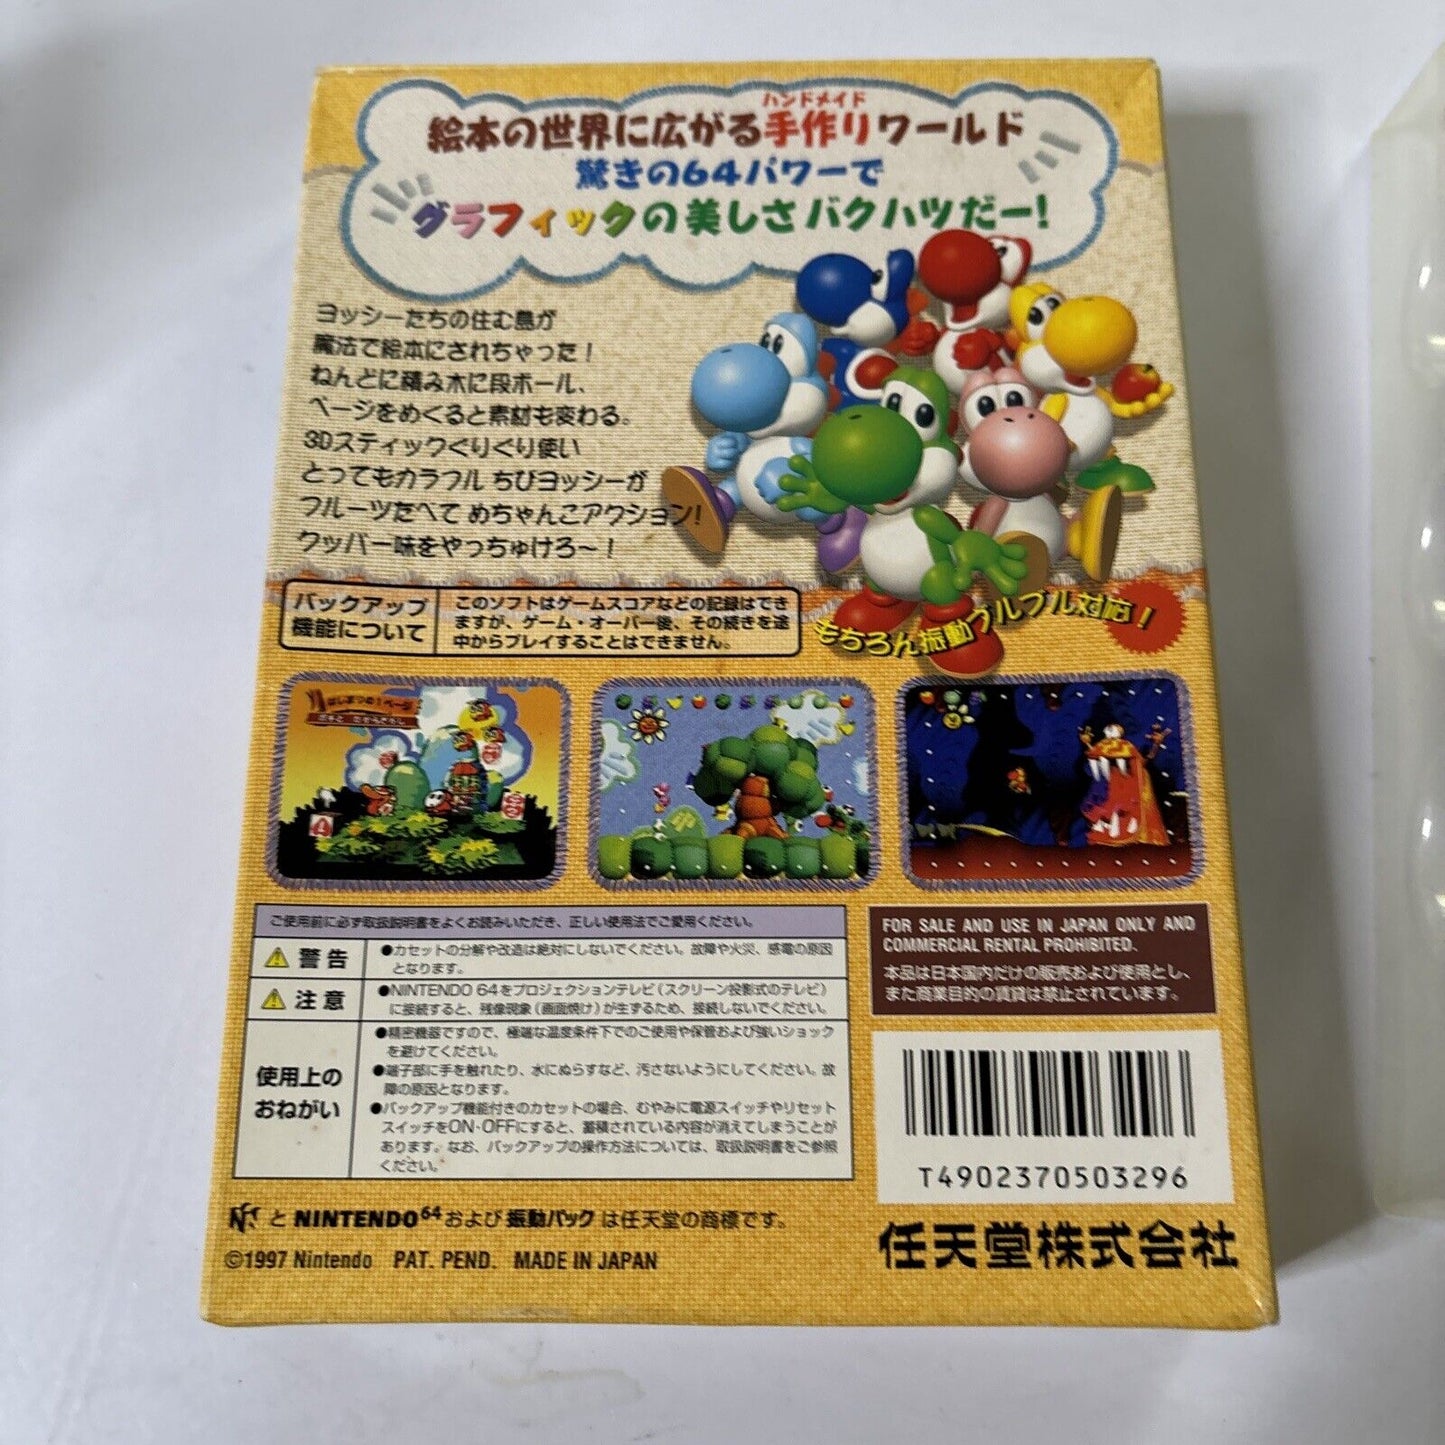 ハンドメイド
絵本の世界に広がる手作りワールド
驚きの64パワーで
グラフィックの美しさバクハツだー!
ヨッシーたちの住む島が
魔法で絵本にされちゃった!
ねんどに積み木に段ボール、
ページをめくると素材も変わる。
3Dスティックぐりぐり使い
とってもカラフル ちびヨッシーが
フルーツたべて めちゃんこアクション!
クッパー味をやっちゅけろ〜!
バックアップ
機能について
このソフトはゲームスコアなどの記録はでき
ますが、ゲーム・オーバー後、その続きを途
中からプレイすることはできません。
もちろん振動ブルブル対応!
はじまりの1ページ
ご使用前に必ず取扱説明書をよくお読みいただき、正しい使用法でご愛用ください。
警告
●カセットの分解や改造は絶対にしないでください。故障や火災、感電の原因
となります。
注意
●NINTENDO 64をプロジェクションテレビ(スクリーン投影式のテレビ)
に接続すると、残像現象(画面焼け)が生ずるため、接続しないでください。
使用上の
おねがい
●精密機器ですので、極端な温度条件下でのご使用や保管および強いショック
を避けてください。
●端子部に手を触れたり、水にぬらすなど、汚さないようにしてください。故
障の原因となります。
●バックアップ機能付きのカセットの場合、むやみに電源スイッチやリセット
スイッチをON・OFFにすると、蓄積されている内容が消えてしまうことが
あります。なお、バックアップの操作方法については、取扱説明書をご参照
ください。
FOR SALE AND USE IN JAPAN ONLY AND
COMMERCIAL RENTAL PROHIBITED.
本品は日本国内だけの販売および使用とし、
また商業目的の賃貸は禁止されています。
T4902370503296
と NINTENDO64 および 振動パック は任天堂の商標です。
©1997 Nintendo PAT. PEND. MADE IN JAPAN
任天堂株式会社